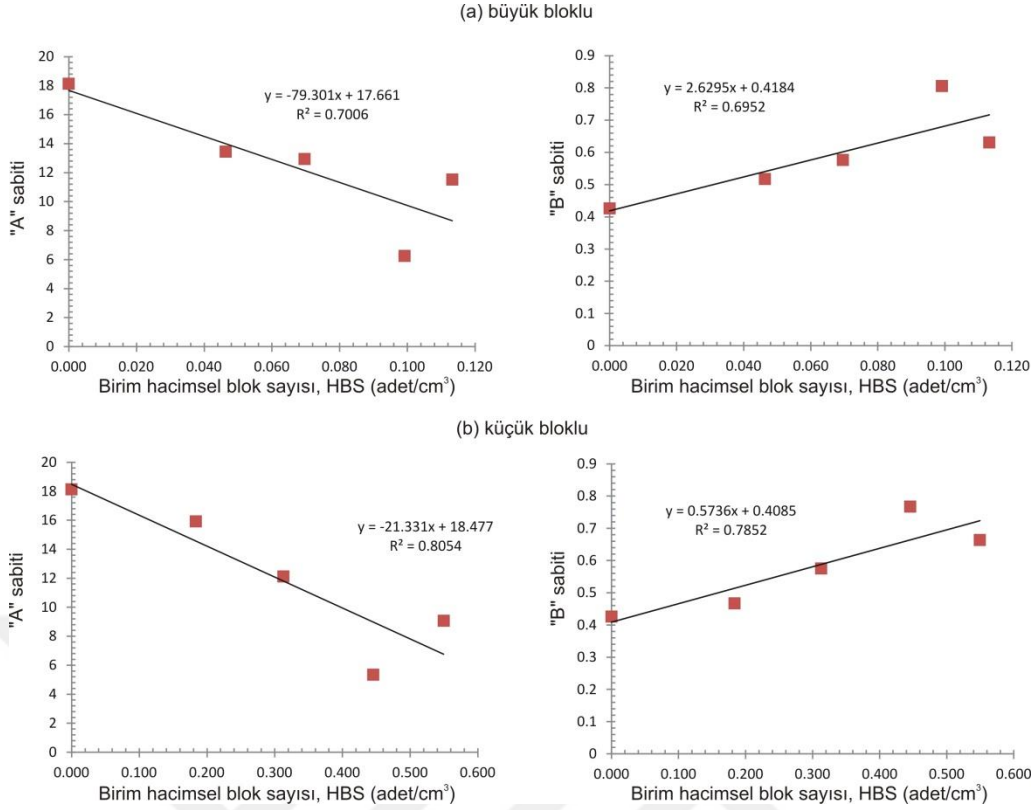 (a) büyük bloklu
20
18
16
14
12
10
8
6
4
2
0
"A" sabiti
y = -79.301x + 17.661
R² = 0.7006
0.000 0.020 0.040 0.060 0.080 0.100 0.120
Birim hacimsel blok sayısı, HBS (adet/cm³)
0.9
0.8
0.7
0.6
0.5
0.4
0.3
0.2
0.1
0
"B" sabiti
y = 2.6295x + 0.4184
R² = 0.6952
0.000 0.020 0.040 0.060 0.080 0.100 0.120
Birim hacimsel blok sayısı, HBS (adet/cm³)
(b) küçük bloklu
20
18
16
14
12
10
8
6
4
2
0
"A" sabiti
y = -21.331x + 18.477
R² = 0.8054
0.000 0.100 0.200 0.300 0.400 0.500 0.600
Birim hacimsel blok sayısı, HBS (adet/cm³)
0.9
0.8
0.7
0.6
0.5
0.4
0.3
0.2
0.1
0
"B" sabiti
y = 0.5736x + 0.4085
R² = 0.7852
0.000 0.100 0.200 0.300 0.400 0.500 0.600
Birim hacimsel blok sayısı, HBS (adet/cm³)